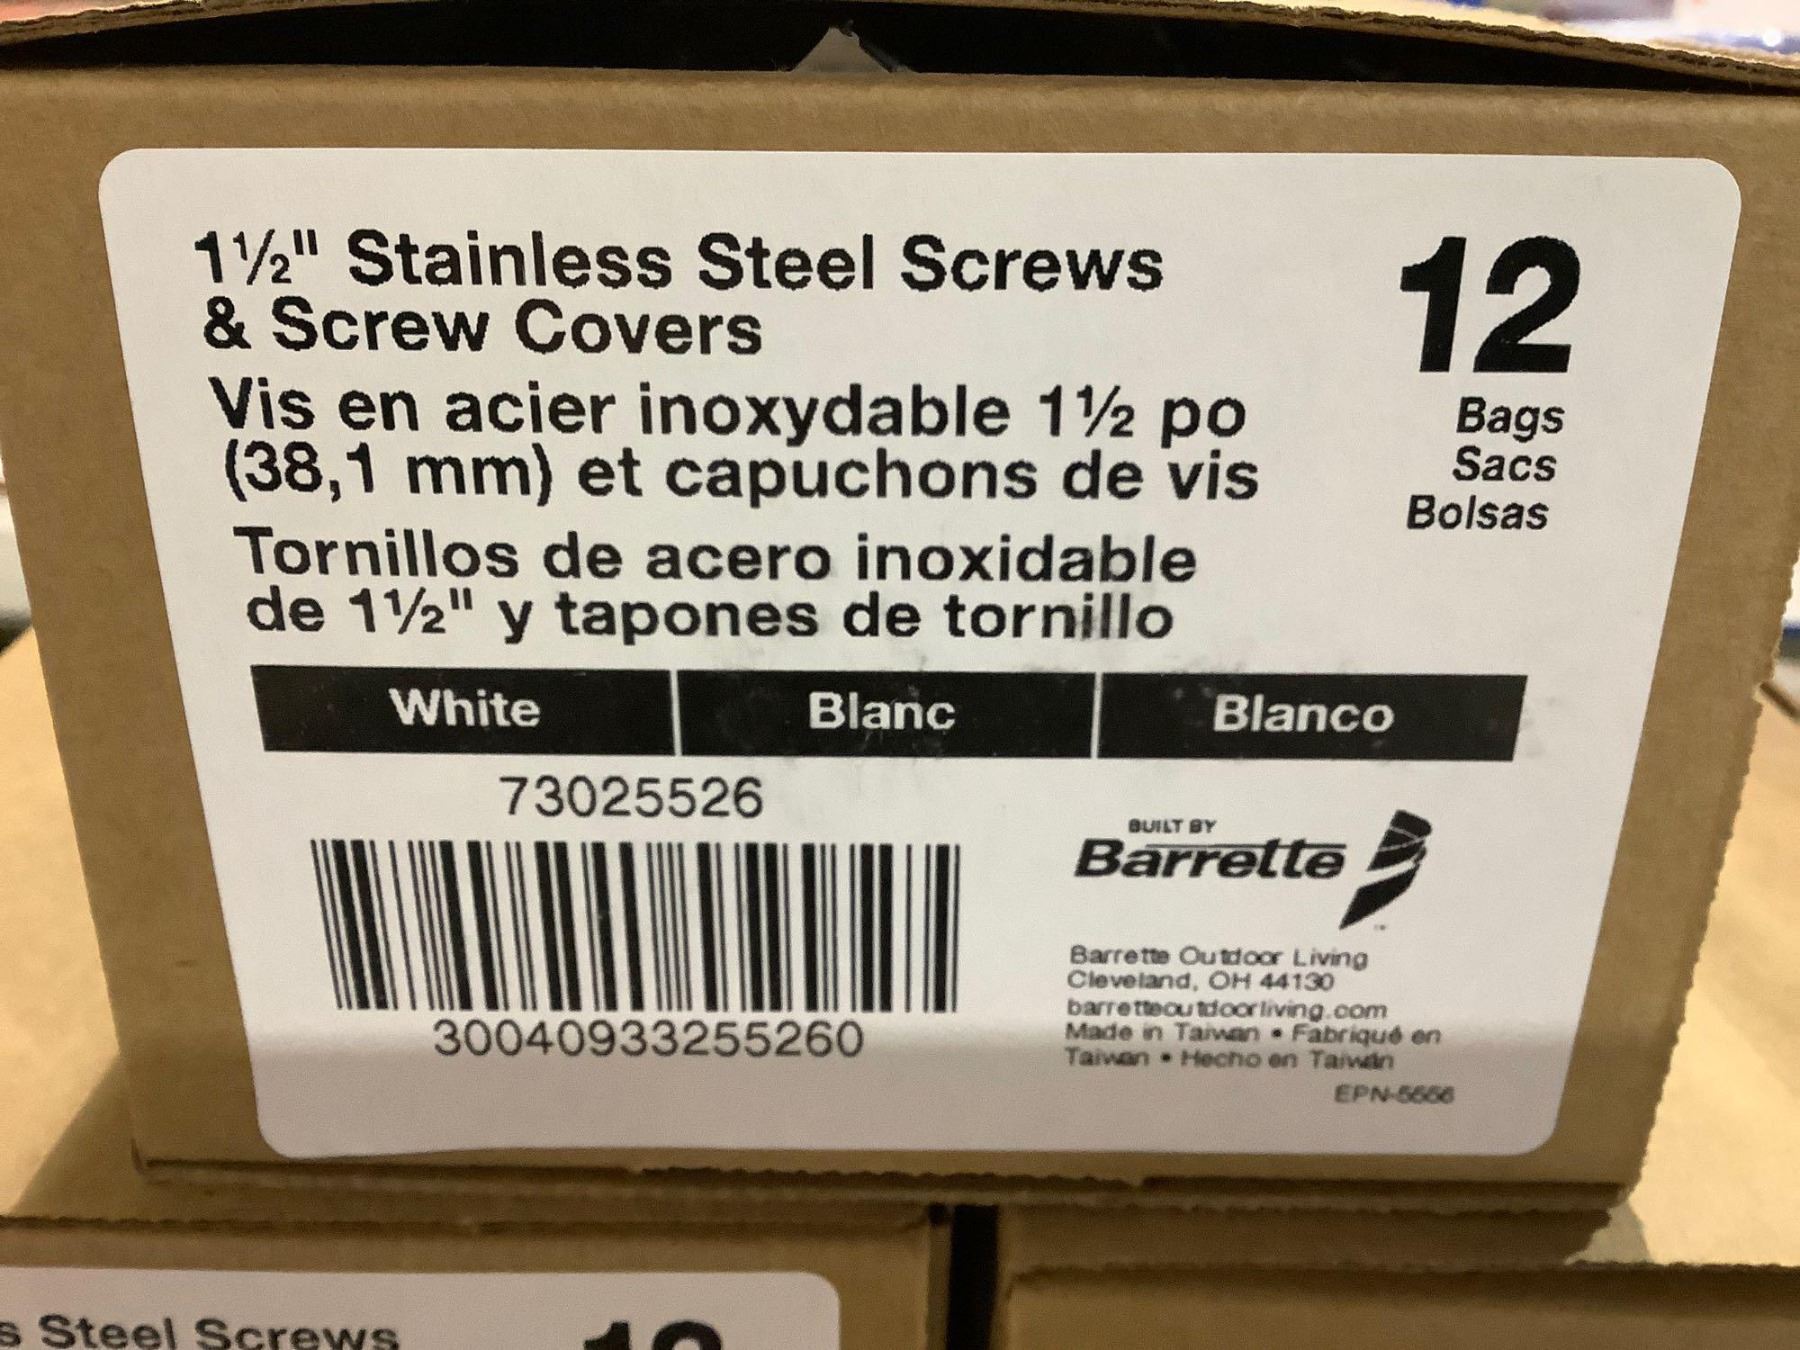 1½" Stainless Steel Screws
& Screw Covers
Vis en acier inoxydable 1½ po
(38,1 mm) et capuchons de vis
Tornillos de acero inoxidable
de 1½" y tapones de tornillo
12
Bags
Sacs
Bolsas
White
Blanc
Blanco
73025526
30040933255260
BUILT BY
Barrette
Barrette Outdoor Living
Cleveland, OH 44130
barretteoutdoorliving.com
Made in Taiwan • Fabriqué en
Taiwan • Hecho en Taiwán
EPN-5656
s Steel Screws
12